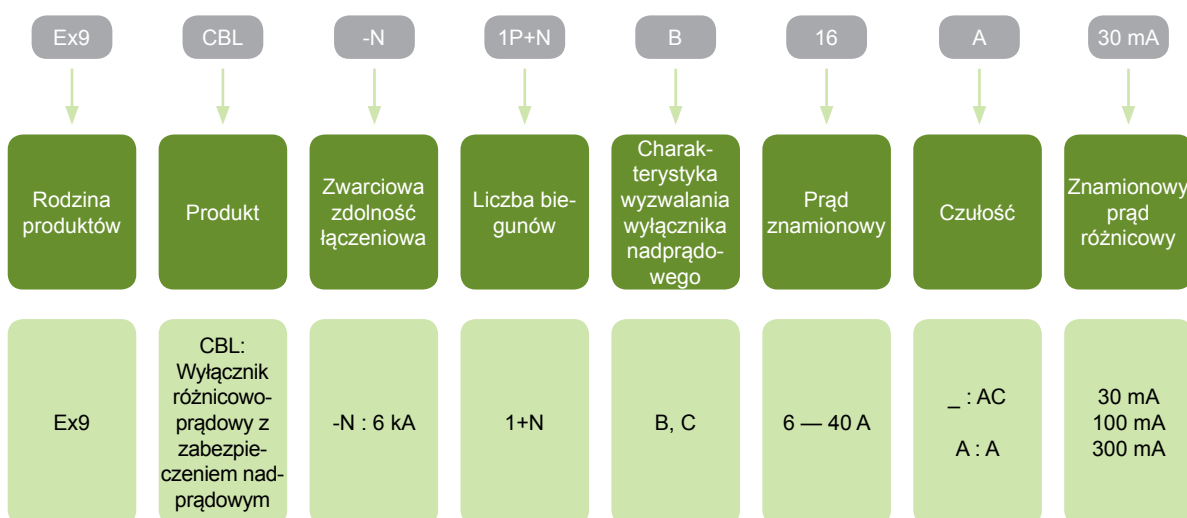 Ex9
CBL
-N
1P+N
B
16
A
30 mA
Rodzina
produktów
Produkt
Zwarciowa
zdolność
łączeniowa
Liczba bie-
gunów
Charak-
terystyka
wyzwalania
wyłącznika
nadprądo-
wego
Prąd
znamionowy
Czułość
Znamionowy
prąd
różnicowy
Ex9
CBL:
Wyłącznik
różnicowo-
prądowy z
zabezpie-
czeniem nad-
prądowym
-N : 6 kA
1+N
B, C
6 — 40 A
_ : AC
A : A
30 mA
100 mA
300 mA